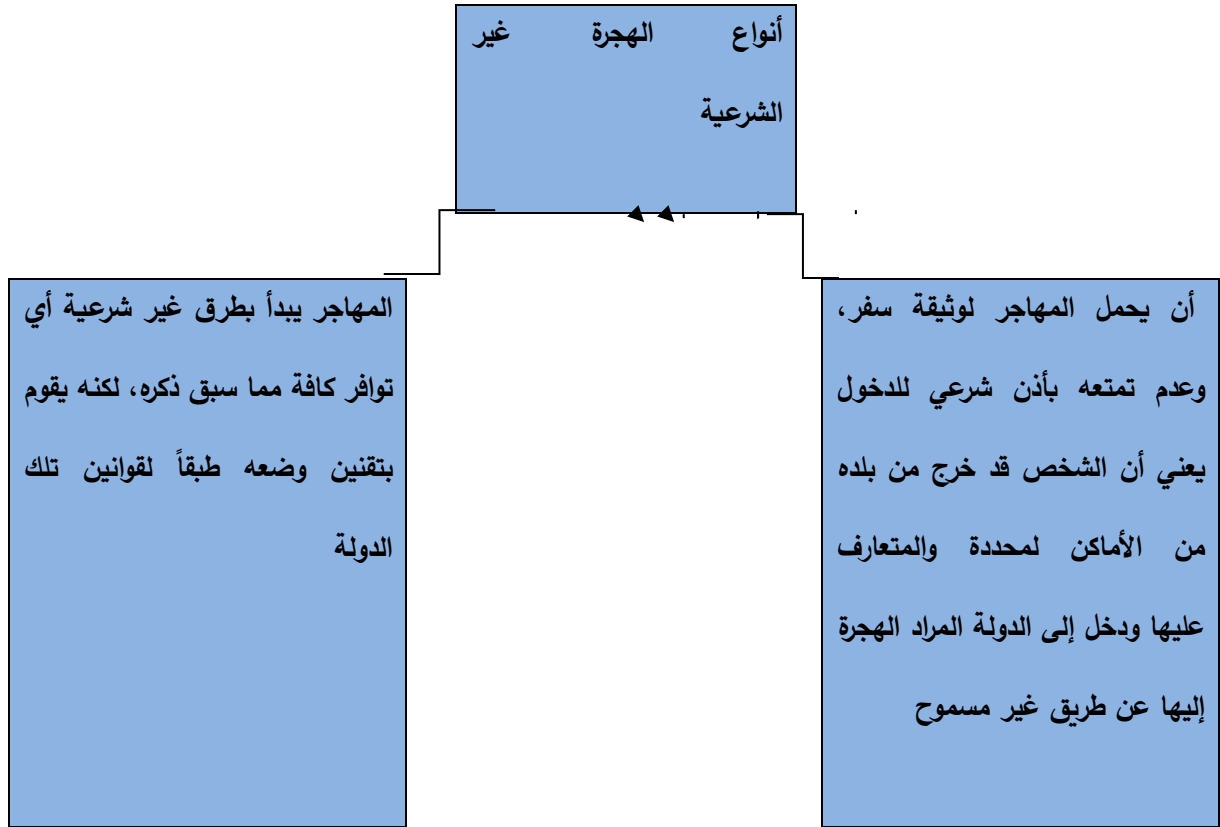 أنواع الهجرة غير
الشرعية
أن يحمل المهاجر لوثيقة سفر،
وعدم تمتعه بأذن شرعي للدخول
يعني أن الشخص قد خرج من بلده
من الأماكن لمحددة والمتعارف
عليها ودخل إلى الدولة المراد الهجرة
إليها عن طريق غير مسموح
المهاجر يبدأ بطرق غير شرعية أي
توافر كافة مما سبق ذكره، لكنه يقوم
بتقنين وضعه طبقاً لقوانين تلك
الدولة